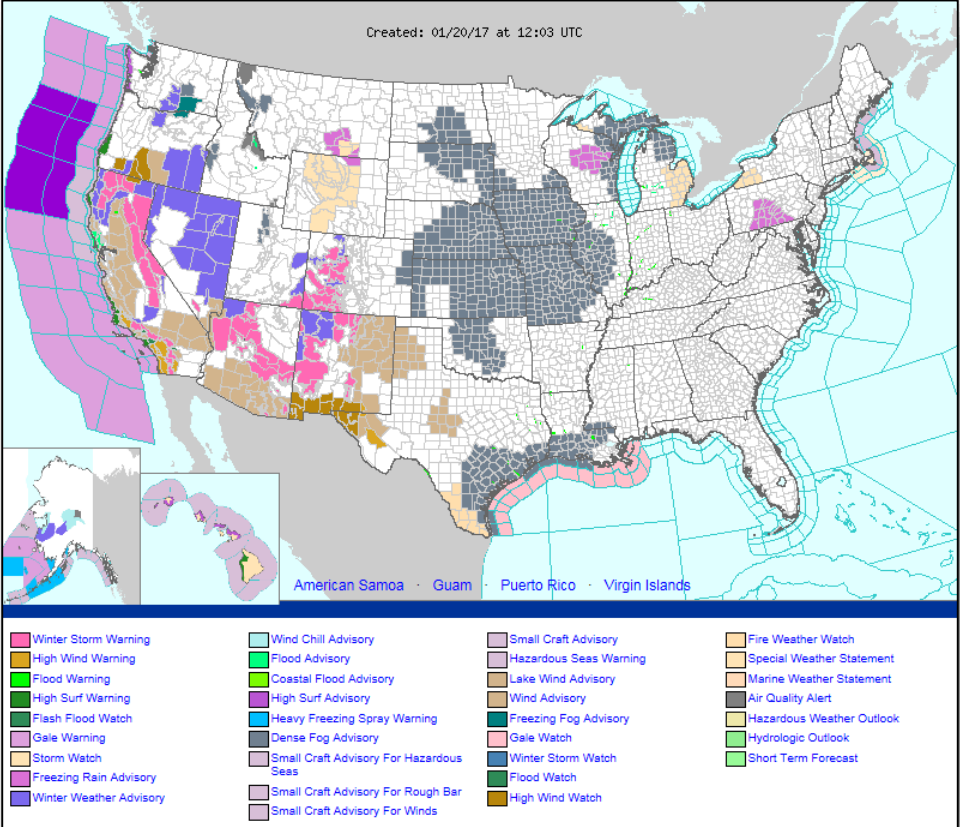 Created: 01/20/17 at 12:03 UTC
American Samoa · Guam · Puerto Rico · Virgin Islands
Winter Storm Warning
High Wind Warning
Flood Warning
High Surf Warning
Flash Flood Watch
Gale Warning
Storm Watch
Freezing Rain Advisory
Winter Weather Advisory
Wind Chill Advisory
Flood Advisory
Coastal Flood Advisory
High Surf Advisory
Heavy Freezing Spray Warning
Dense Fog Advisory
Small Craft Advisory For Hazardous
Seas
Small Craft Advisory For Rough Bar
Small Craft Advisory For Winds
Small Craft Advisory
Hazardous Seas Warning
Lake Wind Advisory
Wind Advisory
Freezing Fog Advisory
Gale Watch
Winter Storm Watch
Flood Watch
High Wind Watch
Fire Weather Watch
Special Weather Statement
Marine Weather Statement
Air Quality Alert
Hazardous Weather Outlook
Hydrologic Outlook
Short Term Forecast